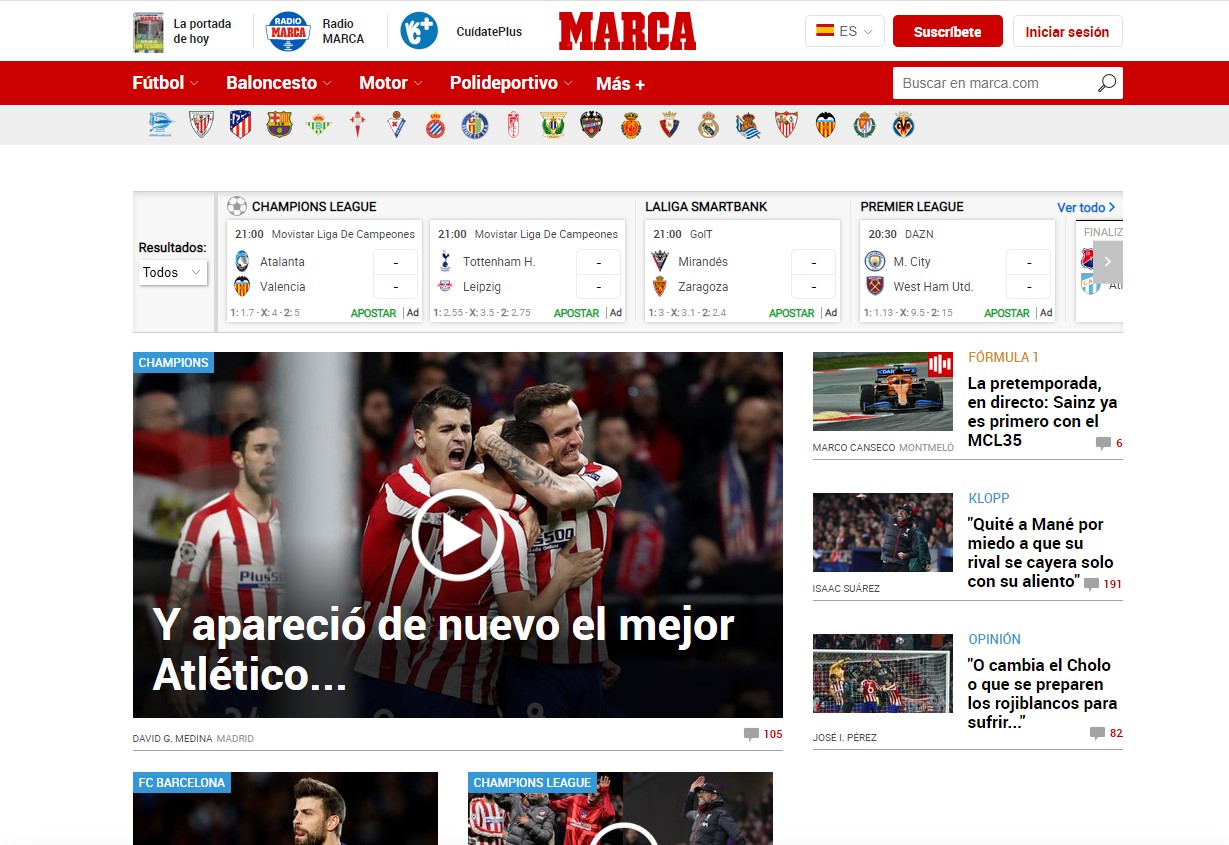 La portada
de hoy
RADIO
MARCA
Radio
MARCA
CuídatePlus
MARCA
ES
Suscríbete
Iniciar sesión
Fútbol
Baloncesto
Motor
Polideportivo
Más +
Buscar en marca.com
Resultados:
Todos
CHAMPIONS LEAGUE
21:00 Movistar Liga De Campeones
Atalanta -
Valencia -
1: 1.7 - X: 4 - 2: 5 APOSTAR | Ad
21:00 Movistar Liga De Campeones
Tottenham H. -
Leipzig -
1: 2.55 - X: 3.5 - 2: 2.75 APOSTAR | Ad
LALIGA SMARTBANK
21:00 GolT
Mirandés -
Zaragoza -
1: 3 - X: 3.1 - 2: 2.4 APOSTAR | Ad
PREMIER LEAGUE
Ver todo
20:30 DAZN
M. City -
West Ham Utd. -
1: 1.13 - X: 9.5 - 2: 15 APOSTAR | Ad
FINALIZ
CHAMPIONS
Plus5
500
Y apareció de nuevo el mejor
Atlético...
DAVID G. MEDINA MADRID
105
FÓRMULA 1
La pretemporada,
en directo: Sainz ya
es primero con el
MCL35
MARCO CANSECO MONTMELÓ
6
KLOPP
"Quité a Mané por
miedo a que su
rival se cayera solo
con su aliento"
191
ISAAC SUÁREZ
OPINIÓN
"O cambia el Cholo
o que se preparen
los rojiblancos para
sufrir..."
JOSÉ I. PÉREZ
82
FC BARCELONA
CHAMPIONS LEAGUE